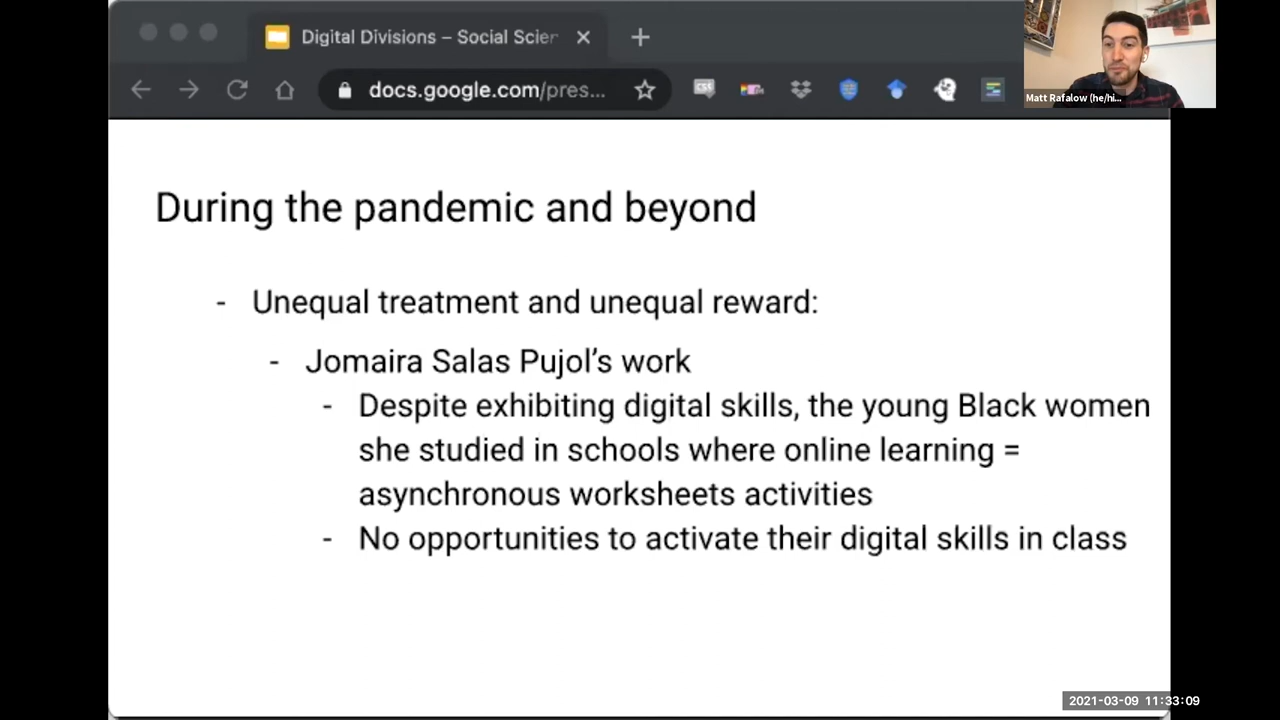 Digital Divisions – Social Scien
docs.google.com/pres...
CSS
Matt Rafalow (he/hi...
During the pandemic and beyond
- Unequal treatment and unequal reward:
- Jomaira Salas Pujol’s work
- Despite exhibiting digital skills, the young Black women
she studied in schools where online learning =
asynchronous worksheets activities
- No opportunities to activate their digital skills in class
2021-03-09 11:33:09